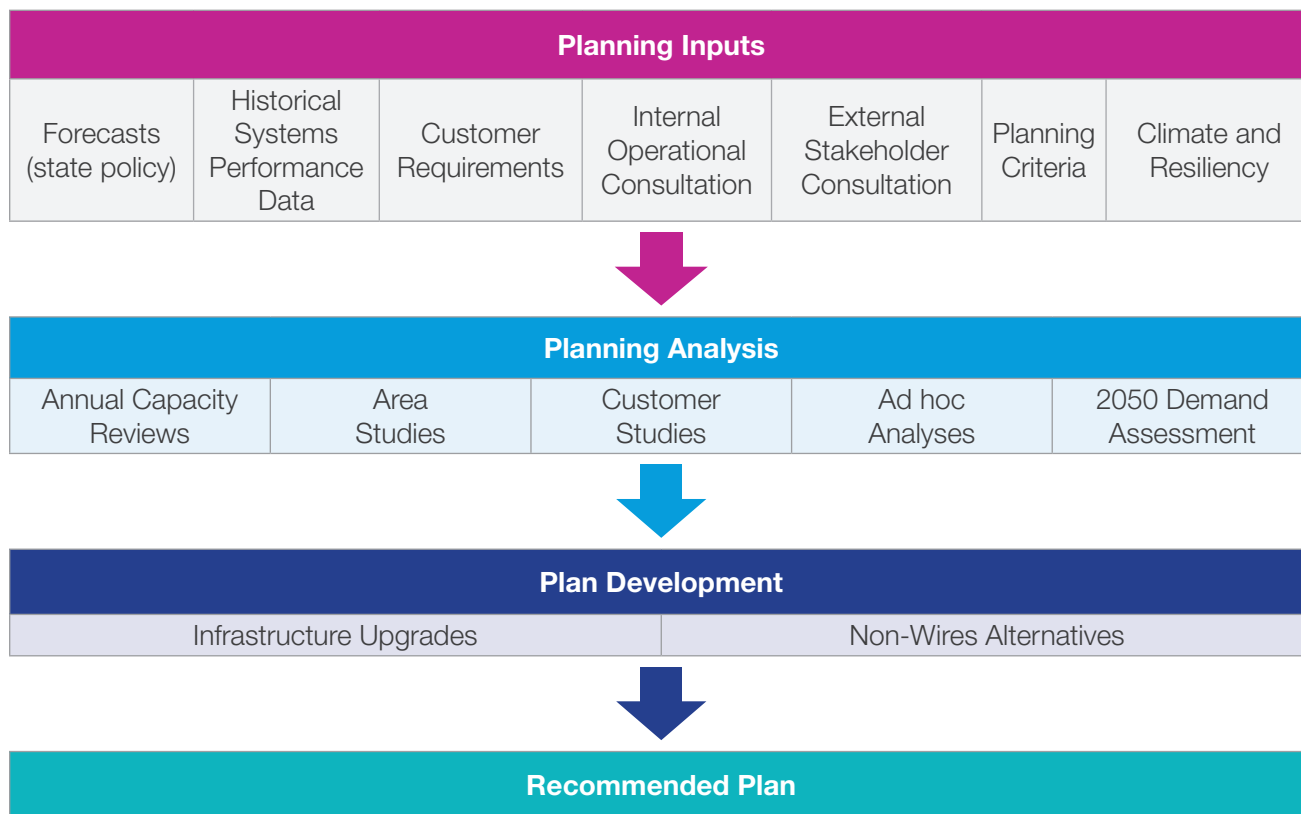 Planning Inputs
Forecasts
(state policy)
Historical
Systems
Performance
Data
Customer
Requirements
Internal
Operational
Consultation
External
Stakeholder
Consultation
Planning
Criteria
Climate and
Resiliency
Planning Analysis
Annual Capacity
Reviews
Area
Studies
Customer
Studies
Ad hoc
Analyses
2050 Demand
Assessment
Plan Development
Infrastructure Upgrades
Non-Wires Alternatives
Recommended Plan